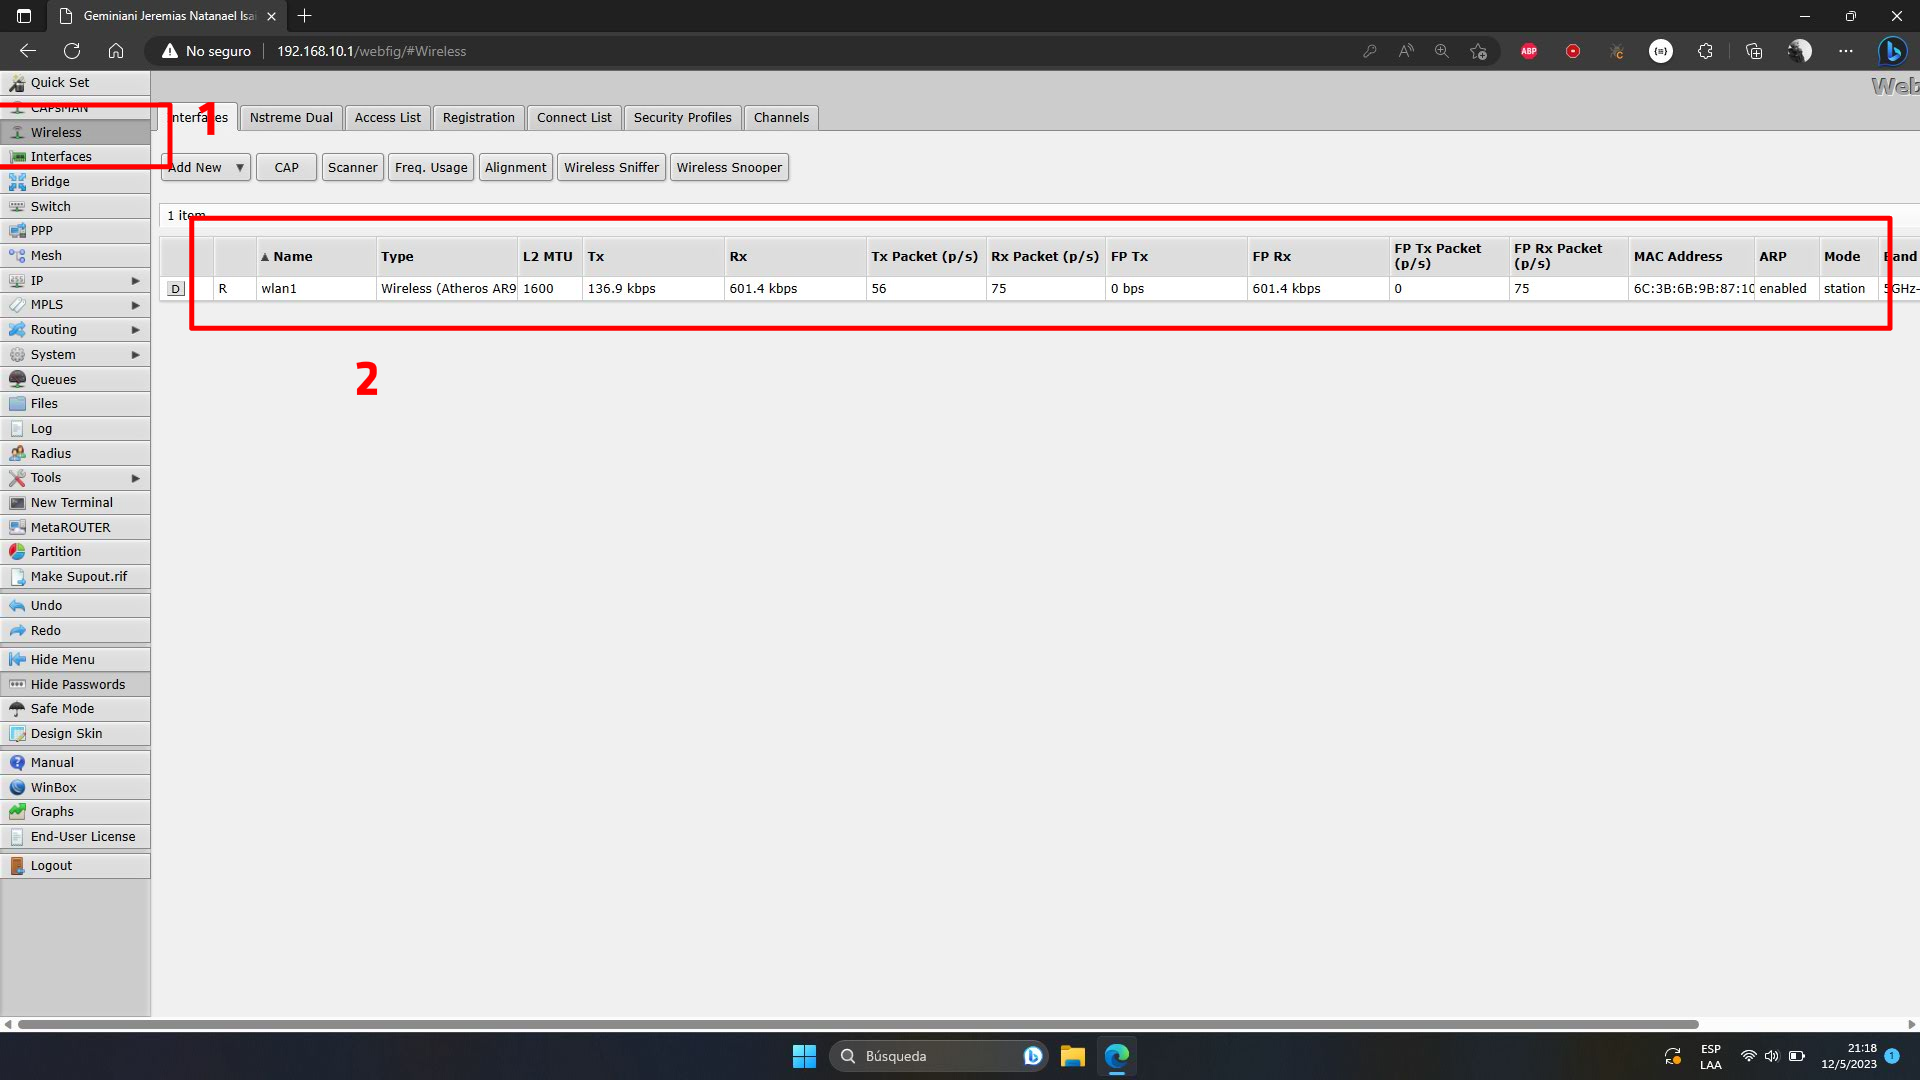 Geminiani Jeremias Natanael Isai
No seguro
192.168.10.1/webfig/#Wireless
ABP
Web
Quick Set
CAPsMAN
1
Wireless
Interfaces
Bridge
Switch
PPP
Mesh
IP
MPLS
Routing
System
Queues
Files
Log
Radius
Tools
New Terminal
MetaROUTER
Partition
Make Supout.rif
Undo
Redo
Hide Menu
Hide Passwords
Safe Mode
Design Skin
Manual
WinBox
Graphs
End-User License
Logout
Interfaces Nstreme Dual Access List Registration Connect List Security Profiles Channels
Add New CAP Scanner Freq. Usage Alignment Wireless Sniffer Wireless Snooper
1 item
Name Type L2 MTU Tx Rx Tx Packet (p/s) Rx Packet (p/s) FP Tx FP Rx FP Tx Packet (p/s) FP Rx Packet (p/s) MAC Address ARP Mode Band
D R wlan1 Wireless (Atheros AR9 1600 136.9 kbps 601.4 kbps 56 75 0 bps 601.4 kbps 0 75 6C:3B:6B:9B:87:10 enabled station 5GHz-
2
Búsqueda
ESP
LAA
21:18
12/5/2023
1